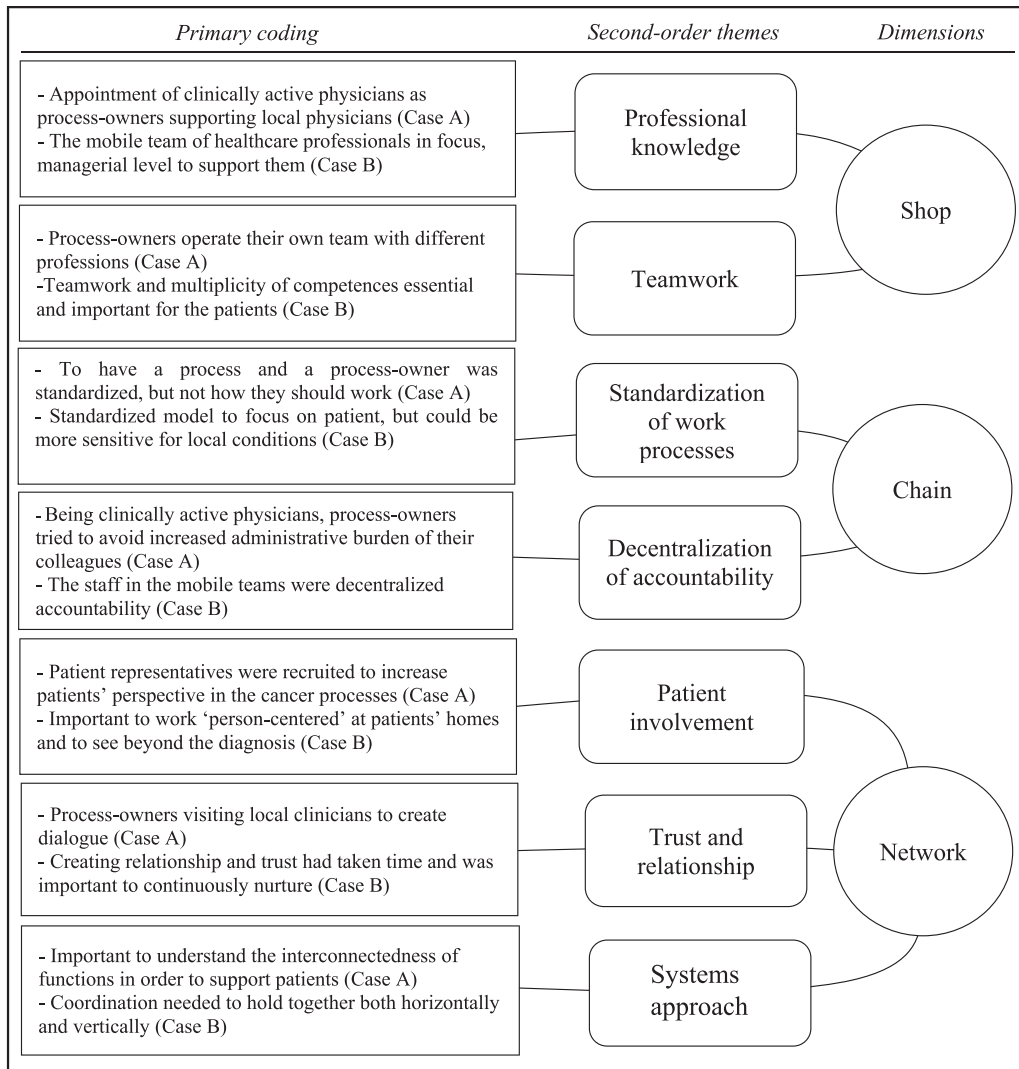 Primary coding
Second-order themes
Dimensions
- Appointment of clinically active physicians as
process-owners supporting local physicians (Case A)
- The mobile team of healthcare professionals in focus,
managerial level to support them (Case B)
Professional
knowledge
Shop
- Process-owners operate their own team with different
professions (Case A)
-Teamwork and multiplicity of competences essential
and important for the patients (Case B)
Teamwork
- To have a process and a process-owner was
standardized, but not how they should work (Case A)
- Standardized model to focus on patient, but could be
more sensitive for local conditions (Case B)
Standardization
of work
processes
Chain
-Being clinically active physicians, process-owners
tried to avoid increased administrative burden of their
colleagues (Case A)
- The staff in the mobile teams were decentralized
accountability (Case B)
Decentralization
of accountability
- Patient representatives were recruited to increase
patients’ perspective in the cancer processes (Case A)
- Important to work ‘person-centered’ at patients’ homes
and to see beyond the diagnosis (Case B)
Patient
involvement
- Process-owners visiting local clinicians to create
dialogue (Case A)
- Creating relationship and trust had taken time and was
important to continuously nurture (Case B)
Trust and
relationship
Network
- Important to understand the interconnectedness of
functions in order to support patients (Case A)
- Coordination needed to hold together both horizontally
and vertically (Case B)
Systems
approach